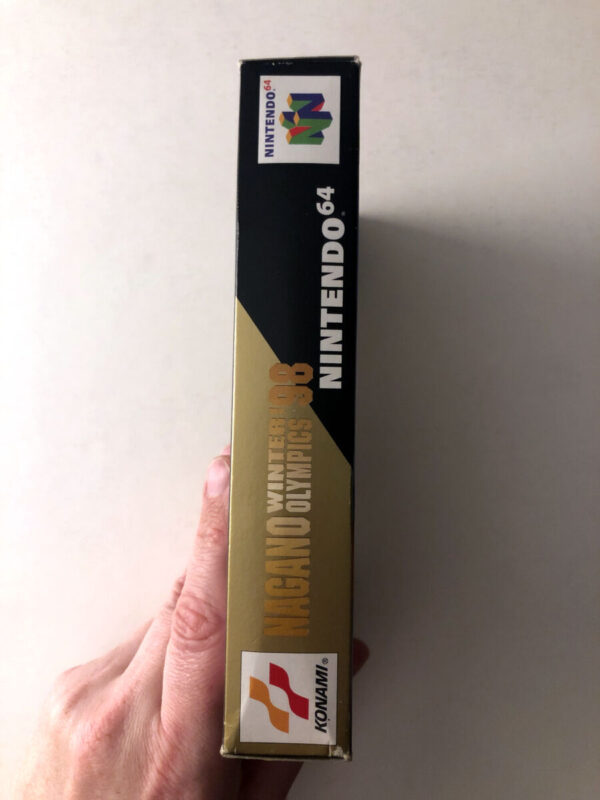 NINTENDO⁶⁴
NINTENDO⁶⁴
NAGANO WINTER
OLYMPICS '98
KONAMI®